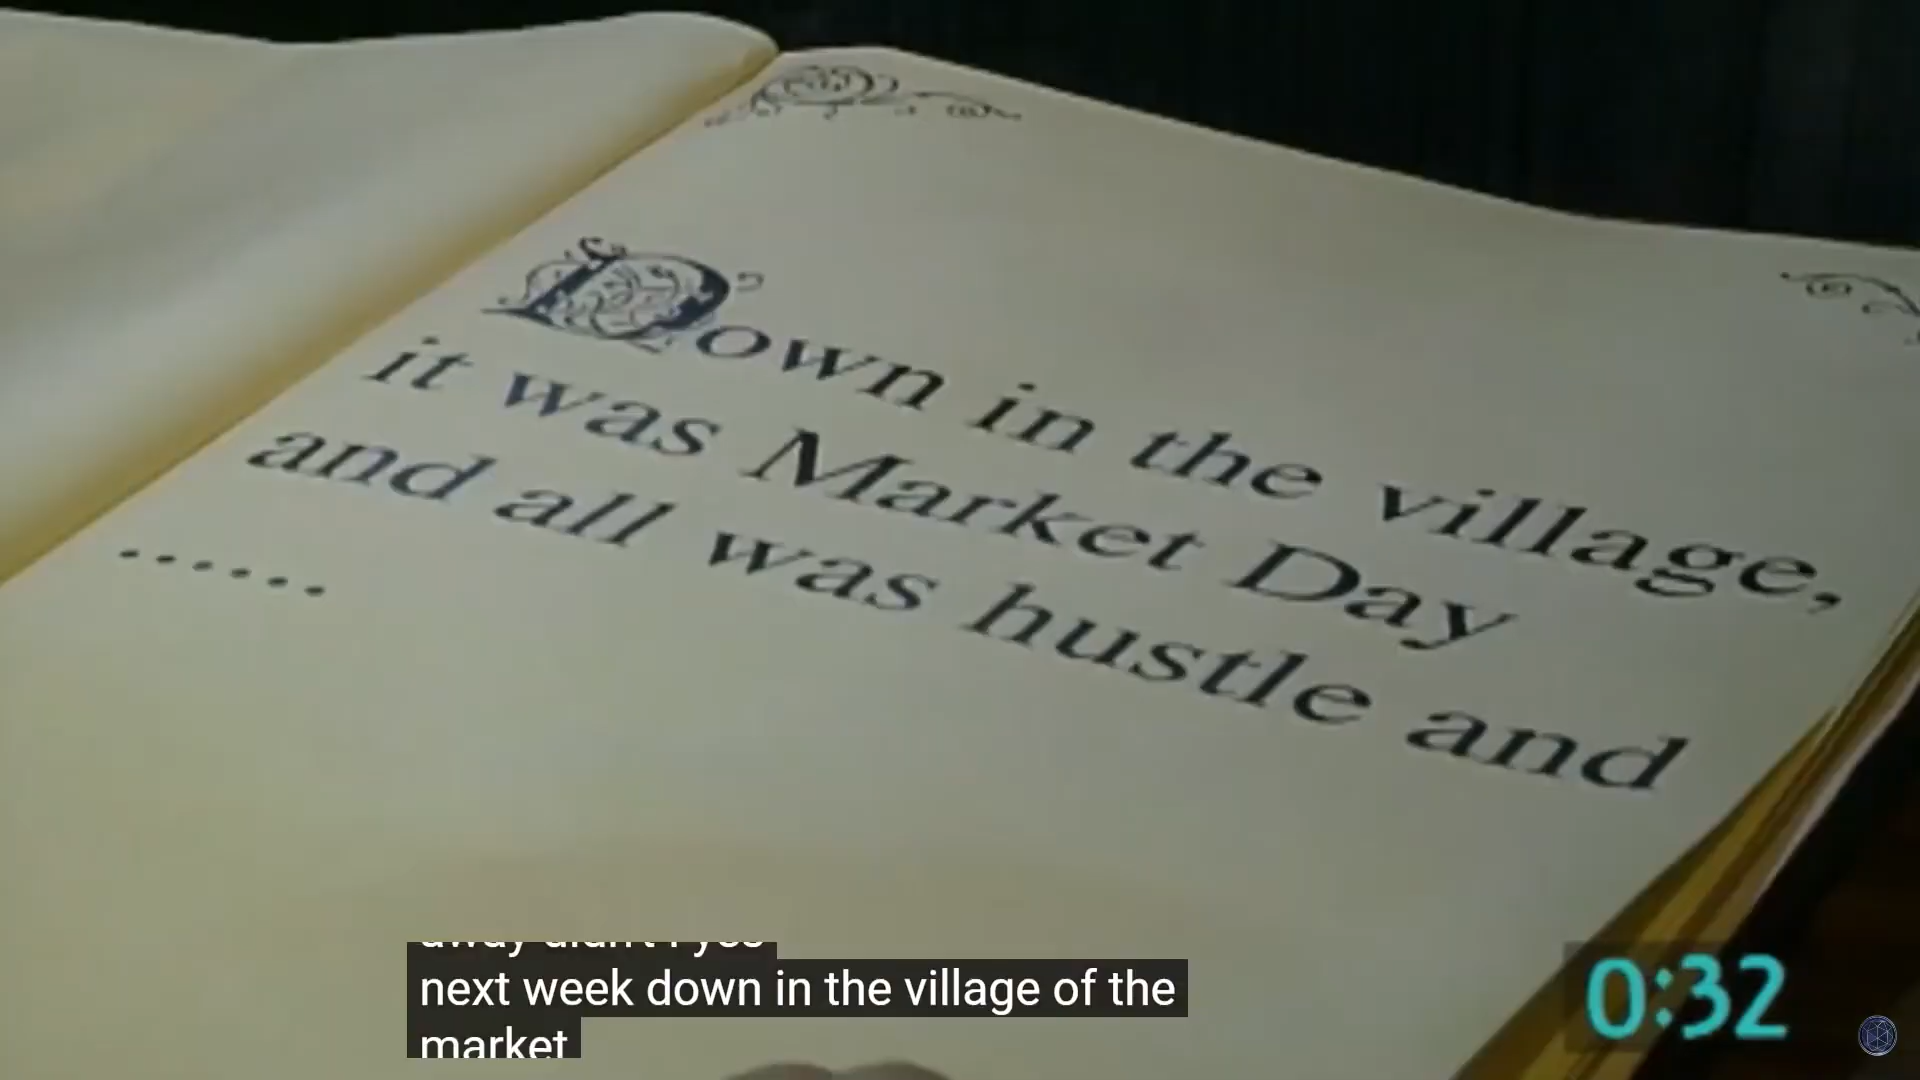 Down in the village,
it was Market Day
and all was hustle and
......
next week down in the village of the
market
0:32